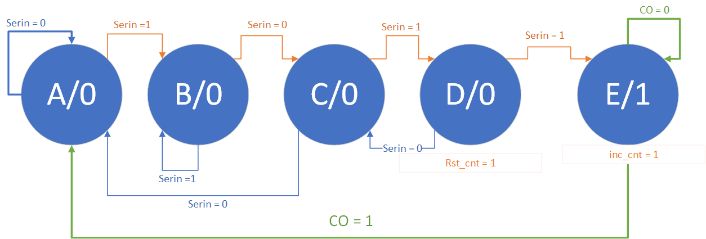 CO = 0
Serin = 0
Serin =1
Serin = 0
Serin = 1
Serin – 1
A/0
B/0
C/0
D/0
E/1
Serin – 0
Rst_cnt = 1
inc_cnt = 1
Serin =1
Serin = 0
CO = 1